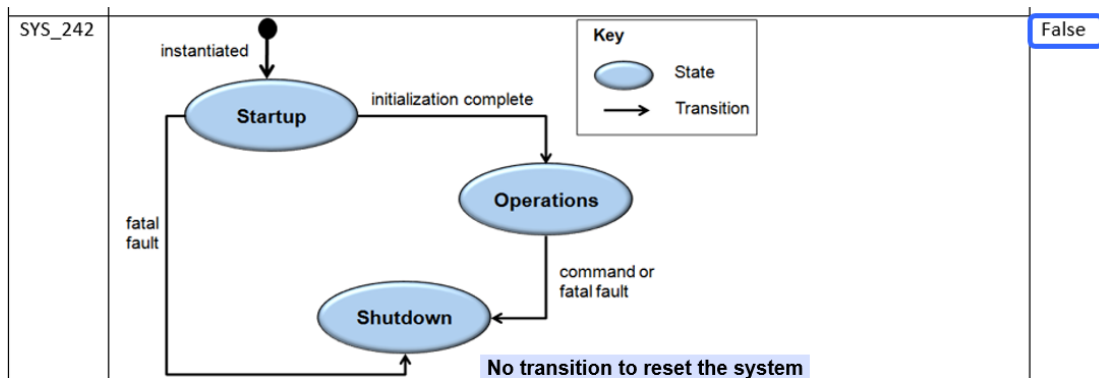 SYS_242
False
instantiated
Key
State
Transition
Startup
initialization complete
Operations
fatal
fault
command or
fatal fault
Shutdown
No transition to reset the system